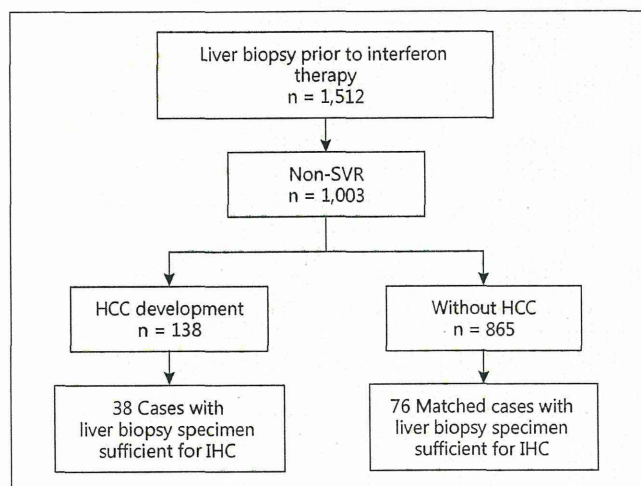 Liver biopsy prior to interferon
therapy
n = 1,512
Non-SVR
n = 1,003
HCC development
n = 138
Without HCC
n = 865
38 Cases with
liver biopsy specimen
sufficient for IHC
76 Matched cases with
liver biopsy specimen
sufficient for IHC